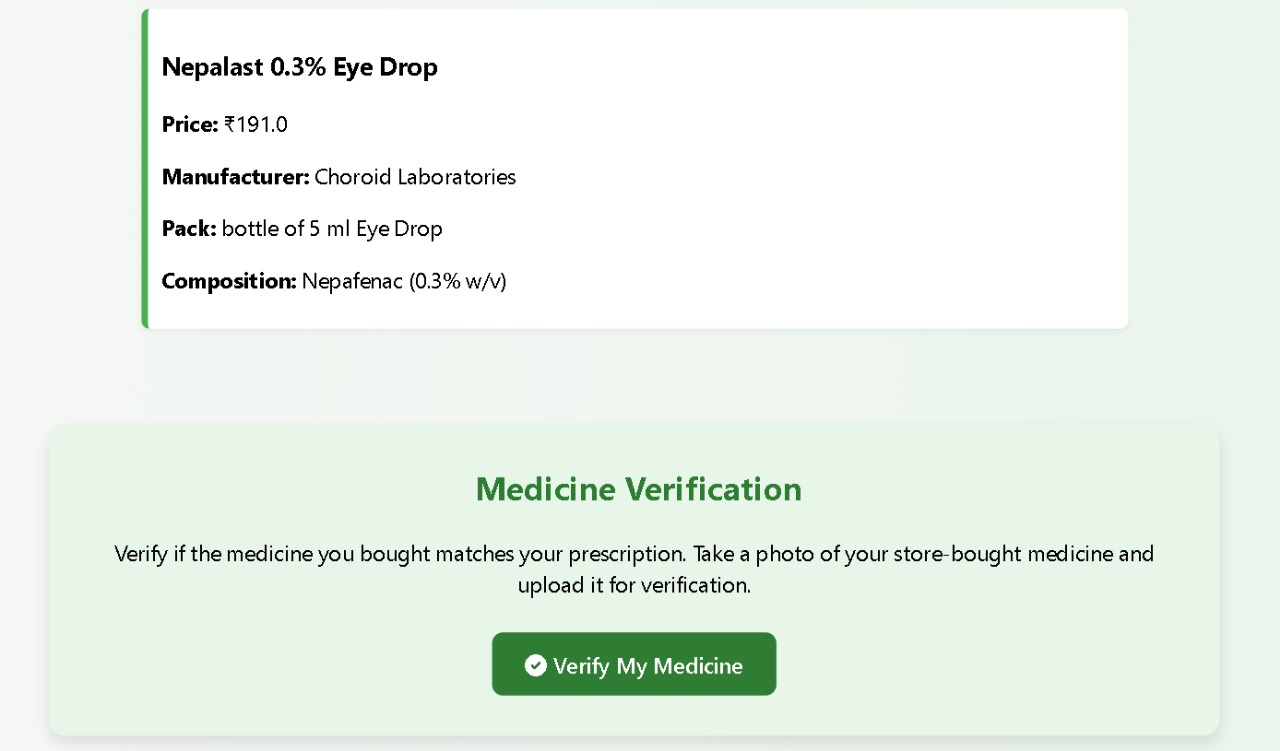 Nepalast 0.3% Eye Drop
Price: ₹191.0
Manufacturer: Choroid Laboratories
Pack: bottle of 5 ml Eye Drop
Composition: Nepafenac (0.3% w/v)
Medicine Verification
Verify if the medicine you bought matches your prescription. Take a photo of your store-bought medicine and
upload it for verification.
Verify My Medicine